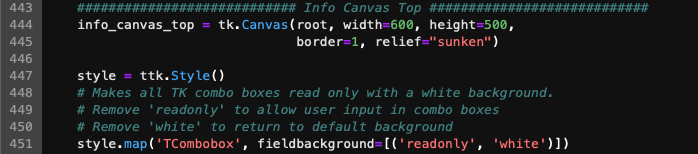 443 ############################ Info Canvas Top ############################
444 info_canvas_top = tk.Canvas(root, width=600, height=500,
445 border=1, relief="sunken")
446
447 style = ttk.Style()
448 # Makes all TK combo boxes read only with a white background.
449 # Remove 'readonly' to allow user input in combo boxes
450 # Remove 'white' to return to default background
451 style.map('TCombobox', fieldbackground=[('readonly', 'white')])